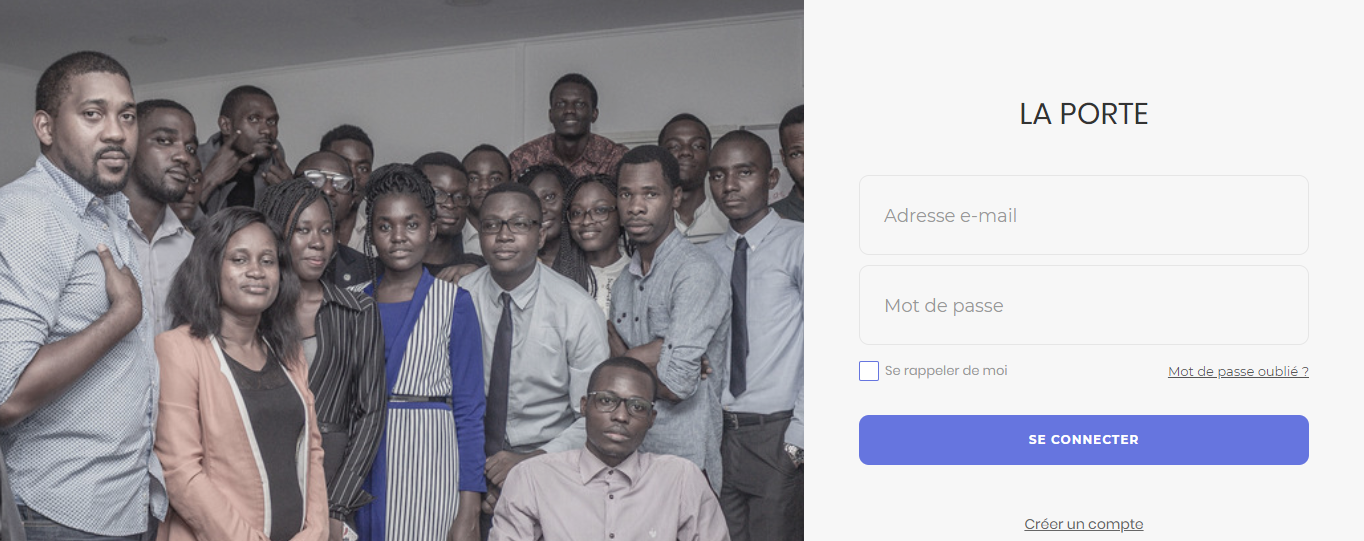 LA PORTE
Adresse e-mail
Mot de passe
Se rappeler de moi
Mot de passe oublié ?
SE CONNECTER
Créer un compte